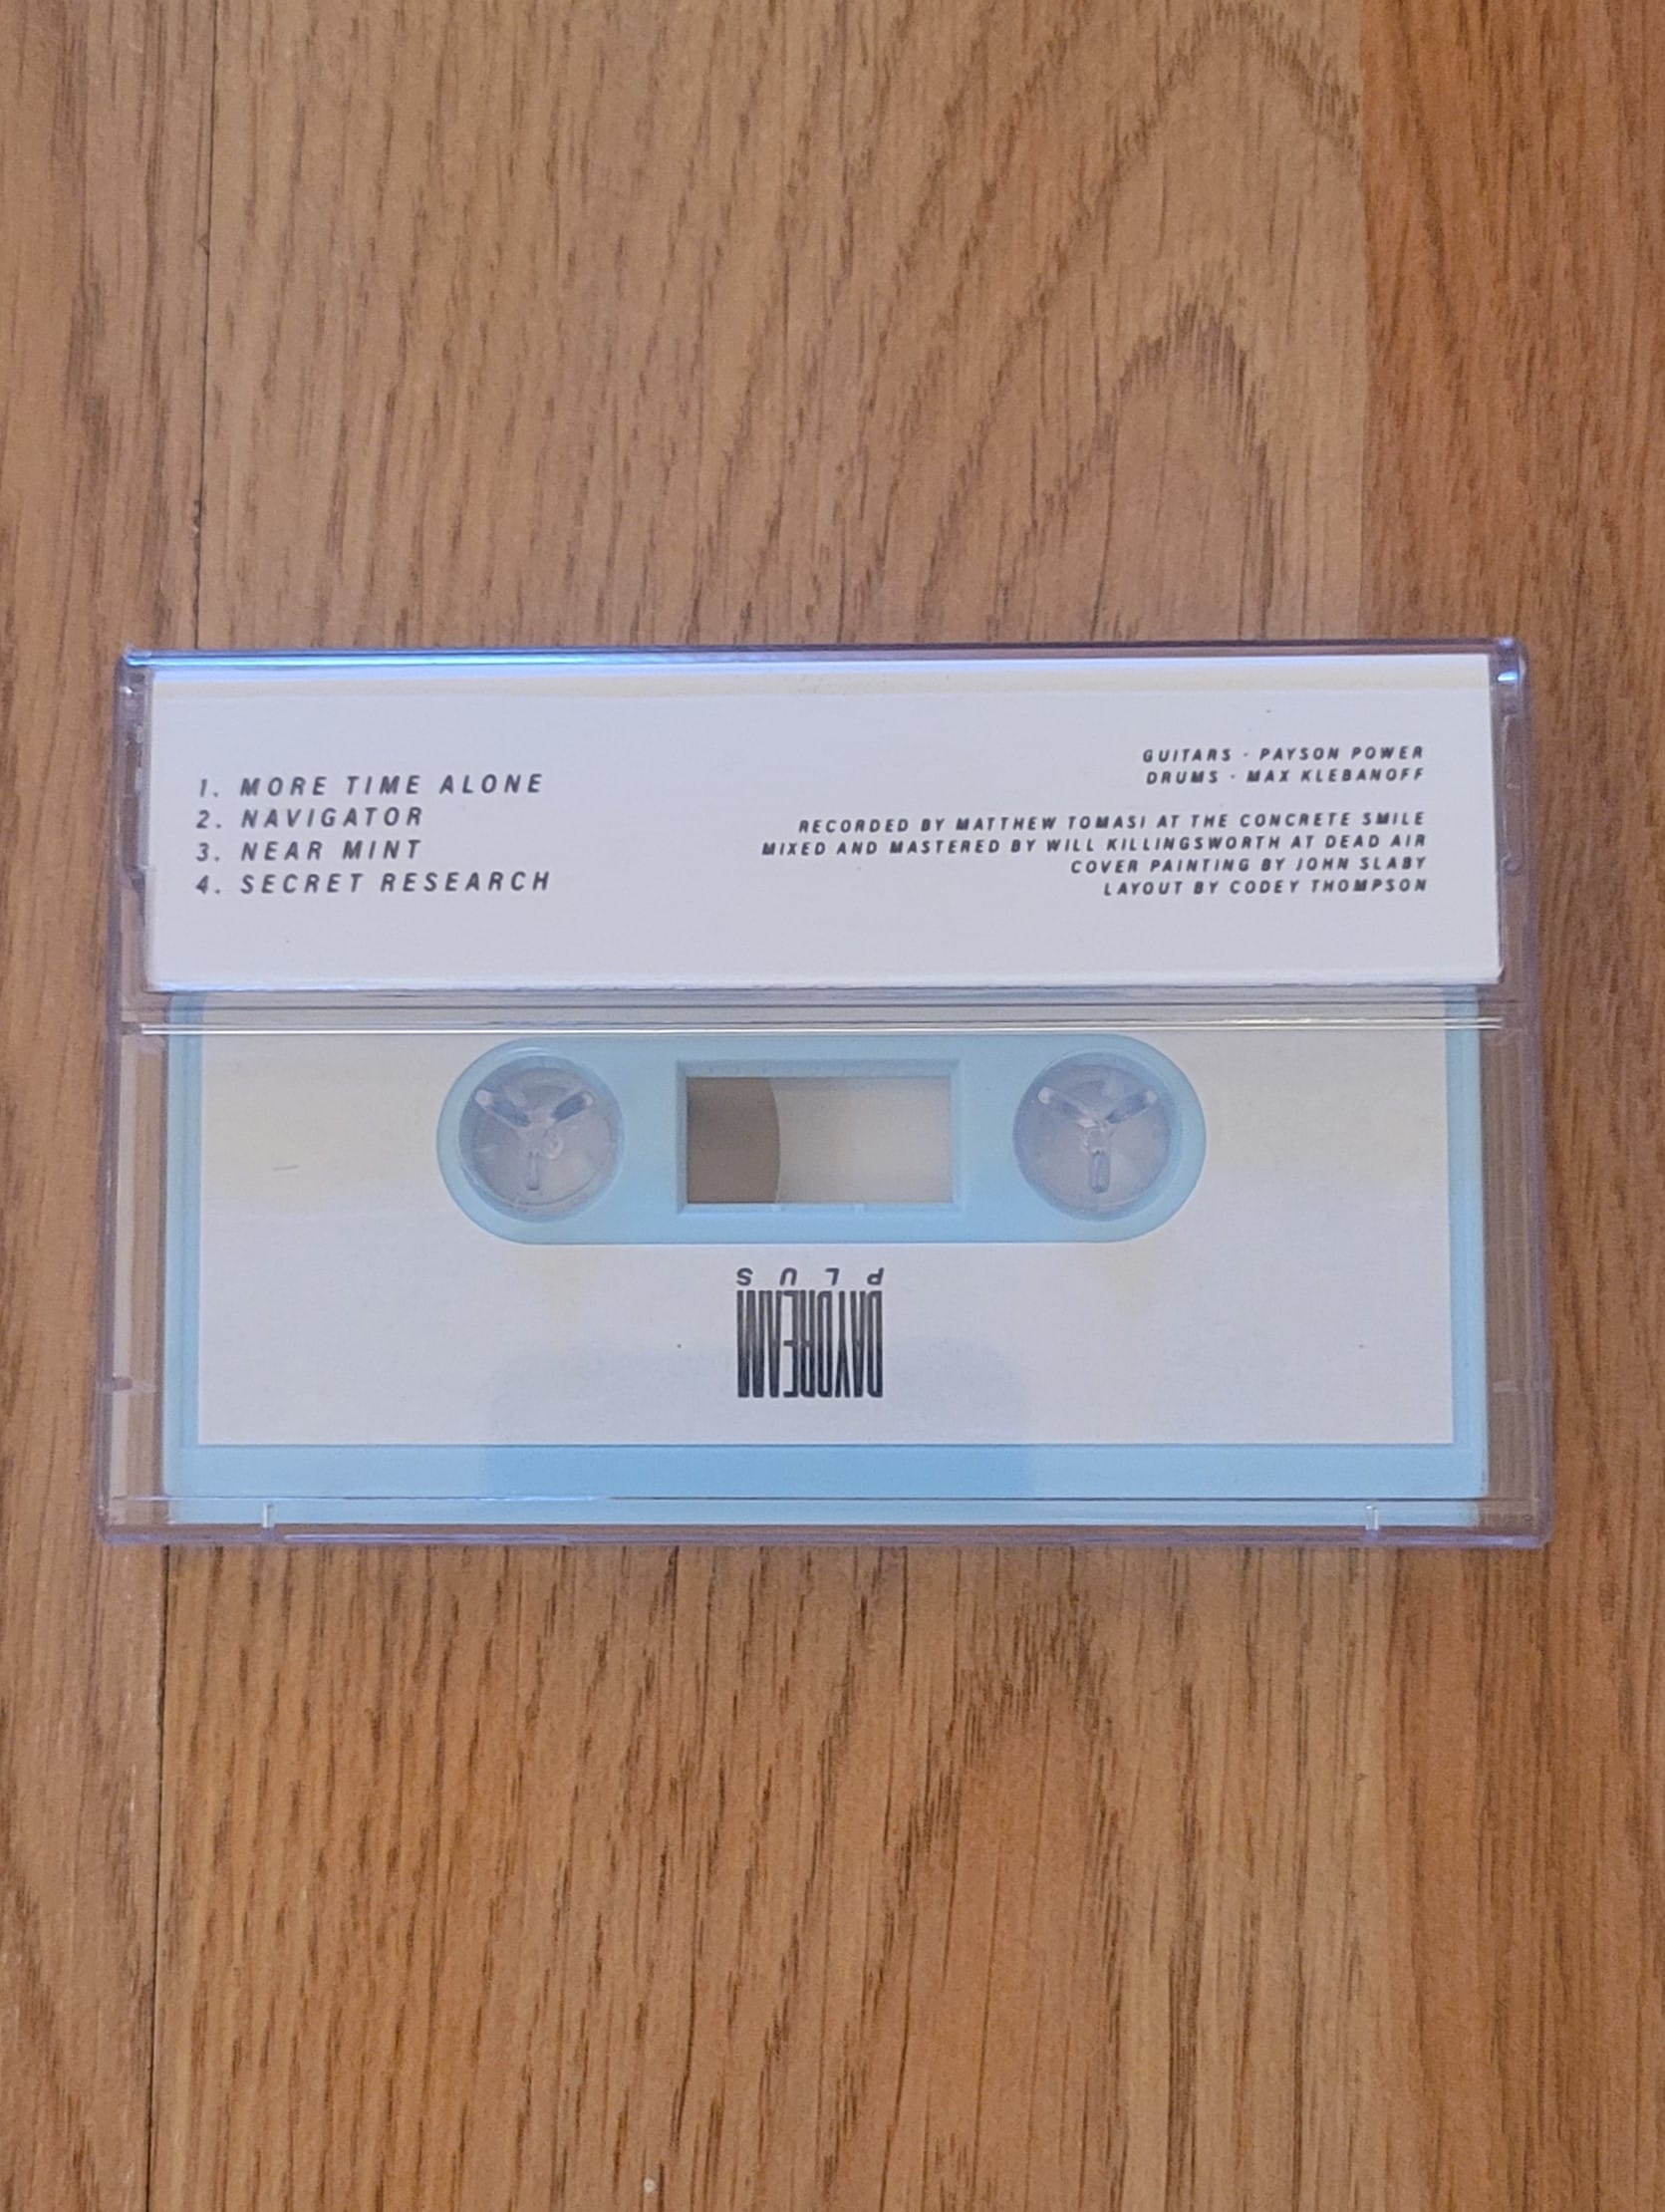 1. MORE TIME ALONE
2. NAVIGATOR
3. NEAR MINT
4. SECRET RESEARCH
GUITARS - PAYSON POWER
DRUMS - MAX KLEBANOFF
RECORDED BY MATTHEW TOMASI AT THE CONCRETE SMILE
MIXED AND MASTERED BY WILL KILLINGSWORTH AT DEAD AIR
COVER PAINTING BY JOHN SLABY
LAYOUT BY CODEY THOMPSON
DAYDREAM
PLUS